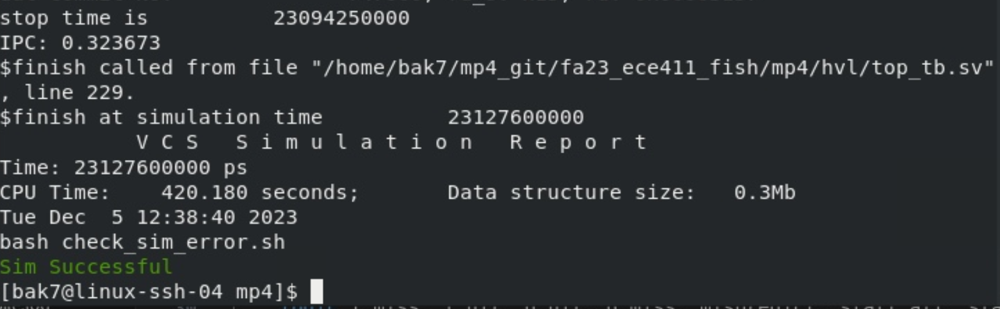 stop time is 23094250000
IPC: 0.323673
$finish called from file "/home/bak7/mp4_git/fa23_ece411_fish/mp4/hvl/top_tb.sv"
, line 229.
$finish at simulation time 23127600000
V C S S i m u l a t i o n R e p o r t
Time: 23127600000 ps
CPU Time: 420.180 seconds; Data structure size: 0.3Mb
Tue Dec 5 12:38:40 2023
bash check_sim_error.sh
Sim Successful
[bak7@linux-ssh-04 mp4]$